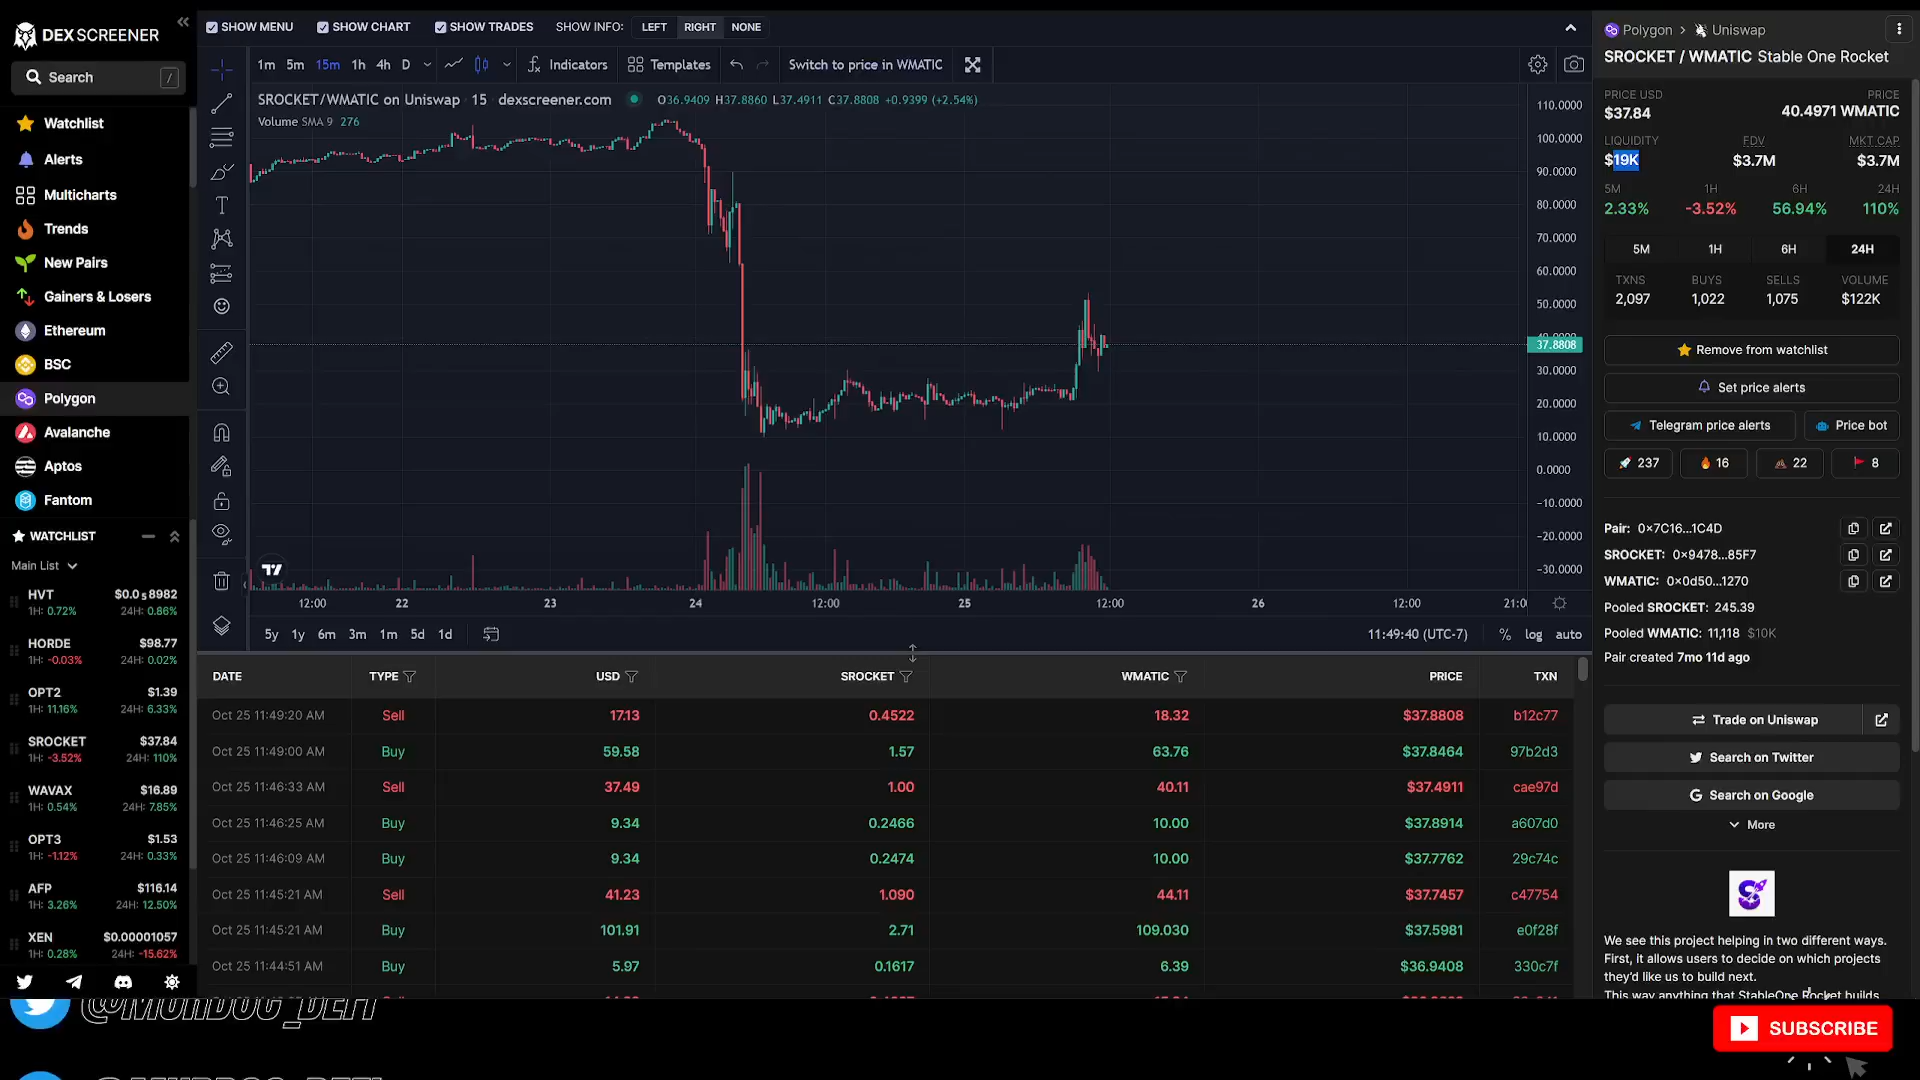 DEX SCREENER
Search /
Watchlist
Alerts
Multicharts
Trends
New Pairs
Gainers & Losers
Ethereum
BSC
Polygon
Avalanche
Aptos
Fantom
WATCHLIST
Main List
HVT $0.0₅8982
1H: 0.72% 24H: 0.86%
HORDE $98.77
1H: -0.03% 24H: 0.02%
OPT2 $1.39
1H: 11.16% 24H: 6.33%
SROCKET $37.84
1H: -3.52% 24H: 110%
WAVAX $16.89
1H: 0.54% 24H: 7.85%
OPT3 $1.53
1H: -1.12% 24H: 0.33%
AFP $116.14
1H: 3.26% 24H: 12.50%
XEN $0.00001057
1H: 0.28% 24H: -15.62%
SHOW MENU SHOW CHART SHOW TRADES SHOW INFO: LEFT RIGHT NONE
1m 5m 15m 1h 4h D Indicators Templates Switch to price in WMATIC
SROCKET/WMATIC on Uniswap · 15 · dexscreener.com O36.9409 H37.8860 L37.4911 C37.8808 +0.9399 (+2.54%)
Volume SMA 9 276
110.0000
100.0000
90.0000
80.0000
70.0000
60.0000
50.0000
40.0000
37.8808
30.0000
20.0000
10.0000
0.0000
−10.0000
−20.0000
−30.0000
12:00 22 23 24 12:00 25 12:00 26 12:00 21:0
5y 1y 6m 3m 1m 5d 1d 11:49:40 (UTC-7) % log auto
DATE TYPE USD SROCKET WMATIC PRICE TXN
Oct 25 11:49:20 AM Sell 17.13 0.4522 18.32 $37.8808 b12c77
Oct 25 11:49:00 AM Buy 59.58 1.57 63.76 $37.8464 97b2d3
Oct 25 11:46:33 AM Sell 37.49 1.00 40.11 $37.4911 cae97d
Oct 25 11:46:25 AM Buy 9.34 0.2466 10.00 $37.8914 a607d0
Oct 25 11:46:09 AM Buy 9.34 0.2474 10.00 $37.7762 29c74c
Oct 25 11:45:21 AM Sell 41.23 1.090 44.11 $37.7457 c47754
Oct 25 11:45:21 AM Buy 101.91 2.71 109.030 $37.5981 e0f28f
Oct 25 11:44:51 AM Buy 5.97 0.1617 6.39 $36.9408 330c7f
Polygon > Uniswap
SROCKET / WMATIC Stable One Rocket
PRICE USD PRICE
$37.84 40.4971 WMATIC
LIQUIDITY FDV MKT CAP
$19K $3.7M $3.7M
5M 1H 6H 24H
2.33% -3.52% 56.94% 110%
5M 1H 6H 24H
TXNS BUYS SELLS VOLUME
2,097 1,022 1,075 $122K
Remove from watchlist
Set price alerts
Telegram price alerts Price bot
237 16 22 8
Pair: 0x7C16...1C4D
SROCKET: 0x9478...85F7
WMATIC: 0x0d50...1270
Pooled SROCKET: 245.39
Pooled WMATIC: 11,118 $10K
Pair created 7mo 11d ago
Trade on Uniswap
Search on Twitter
Search on Google
More
We see this project helping in two different ways.
First, it allows users to decide on which projects
they'd like us to build next.
This way anything that StableOne Rocket builds
@MUNDOC_DEFI
SUBSCRIBE